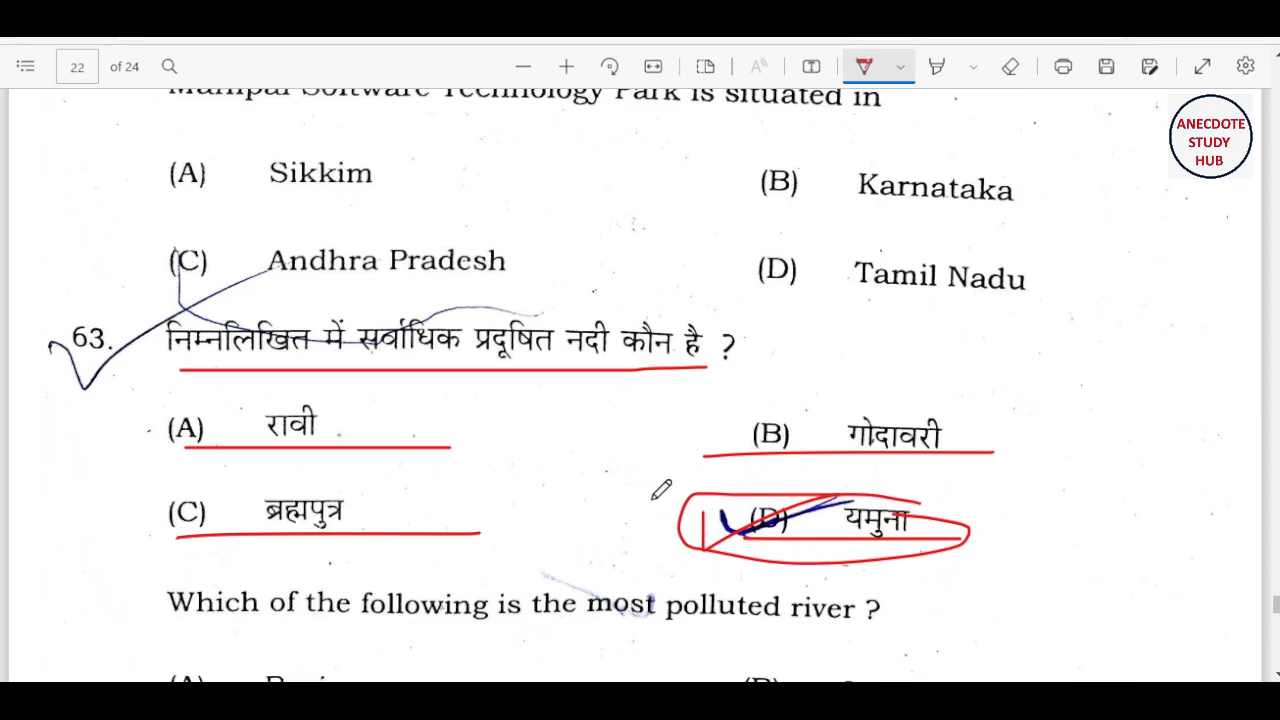 22 of 24
ANECDOTE
STUDY
HUB
Manipal Software Technology Park is situated in
(A) Sikkim (B) Karnataka
(C) Andhra Pradesh (D) Tamil Nadu
63. निम्नलिखित में सर्वाधिक प्रदूषित नदी कौन है ?
(A) रावी (B) गोदावरी
(C) ब्रह्मपुत्र (D) यमुना
Which of the following is the most polluted river ?
(A) (B)